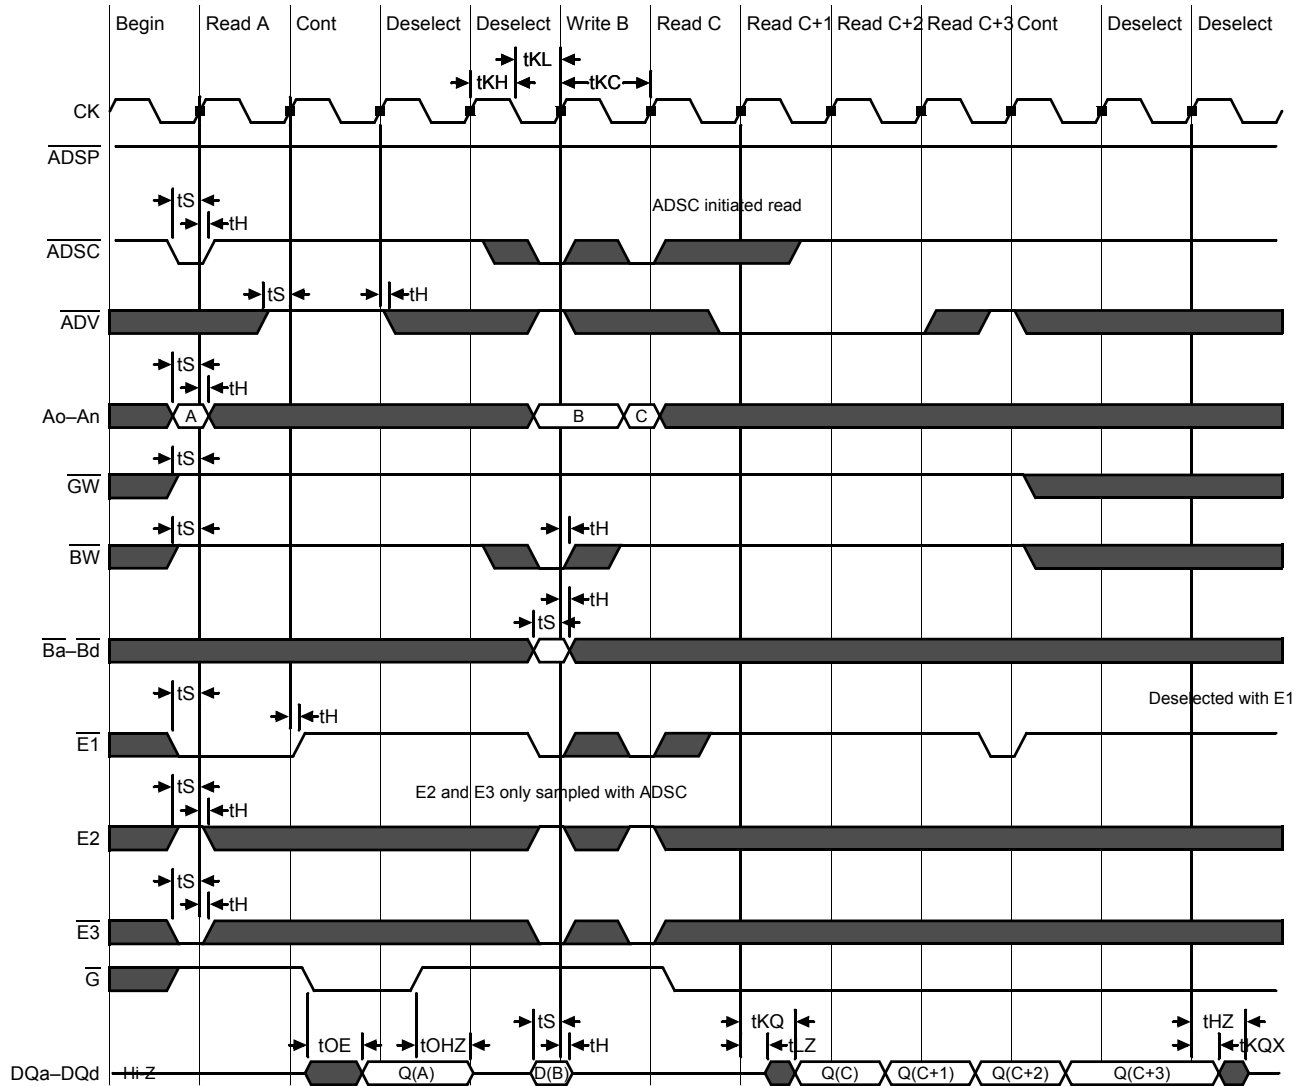 Begin Read A Cont Deselect Deselect Write B Read C Read C+1 Read C+2 Read C+3 Cont Deselect Deselect
tKL
tKH tKC
CK
ADSP
tS
ADSC initiated read
tH
ADSC
tS tH
ADV
tS
tH
Ao–An A B C
tS
GW
tS tH
BW
tH
tS
Ba–Bd
tS
Deselected with E1
tH
E1
tS
E2 and E3 only sampled with ADSC
tH
E2
tS
tH
E3
G
tS tKQ tHZ
tOE tOHZ tH tLZ tKQX
DQa–DQd Hi-Z Q(A) D(B) Q(C) Q(C+1) Q(C+2) Q(C+3)